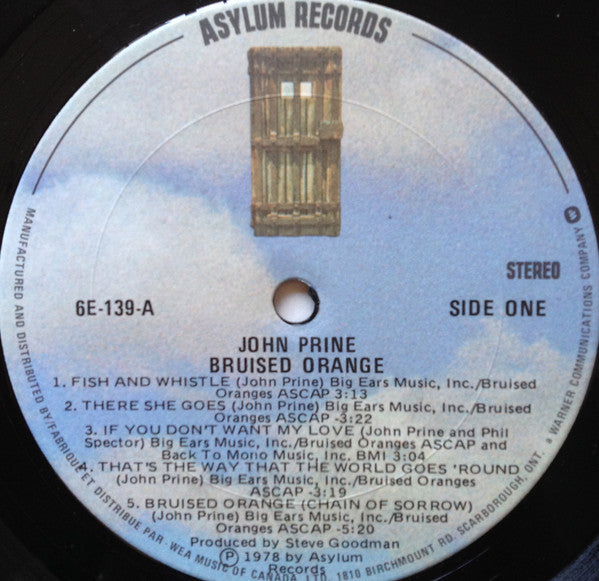 ASYLUM RECORDS
STEREO
6E-139-A
SIDE ONE
JOHN PRINE
BRUISED ORANGE
1. FISH AND WHISTLE (John Prine) Big Ears Music, Inc./Bruised
Oranges ASCAP 3:13
2. THERE SHE GOES (John Prine) Big Ears Music, Inc./Bruised
Oranges ASCAP -3:22
3. IF YOU DON'T WANT MY LOVE (John Prine and Phil
Spector) Big Ears Music, Inc./Bruised Oranges ASCAP and
Back To Mono Music, Inc. BMI 3:04
4. THAT'S THE WAY THAT THE WORLD GOES 'ROUND
(John Prine) Big Ears Music, Inc./Bruised Oranges
ASCAP -3:19
5. BRUISED ORANGE (CHAIN OF SORROW)
(John Prine) Big Ears Music, Inc./Bruised
Oranges ASCAP -5:20
Produced by Steve Goodman
Ⓟ 1978 by Asylum
Records
MANUFACTURED AND DISTRIBUTED BY/FABRIQUE ET DISTRIBUE PAR-WEA MUSIC OF CANADA, LTD. 1810 BIRCHMOUNT RD. SCARBOROUGH, ONT. a WARNER COMMUNICATIONS COMPANY